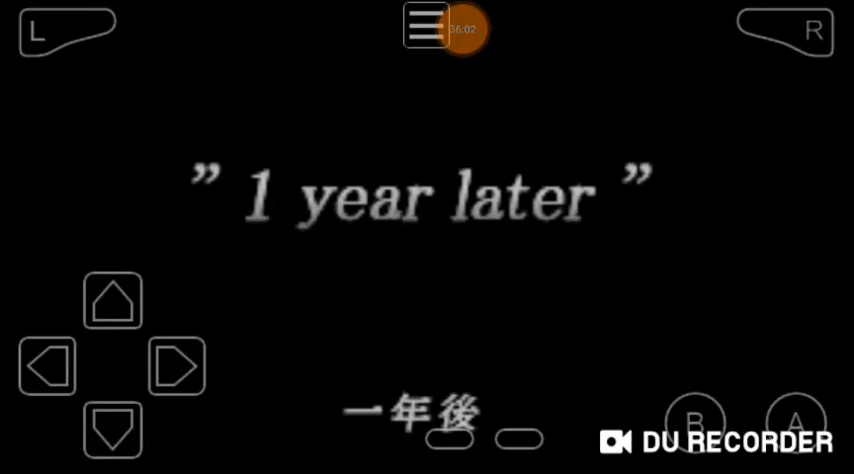 L
36:02
R
” 1 year later ”
一年後
B
A
DU RECORDER